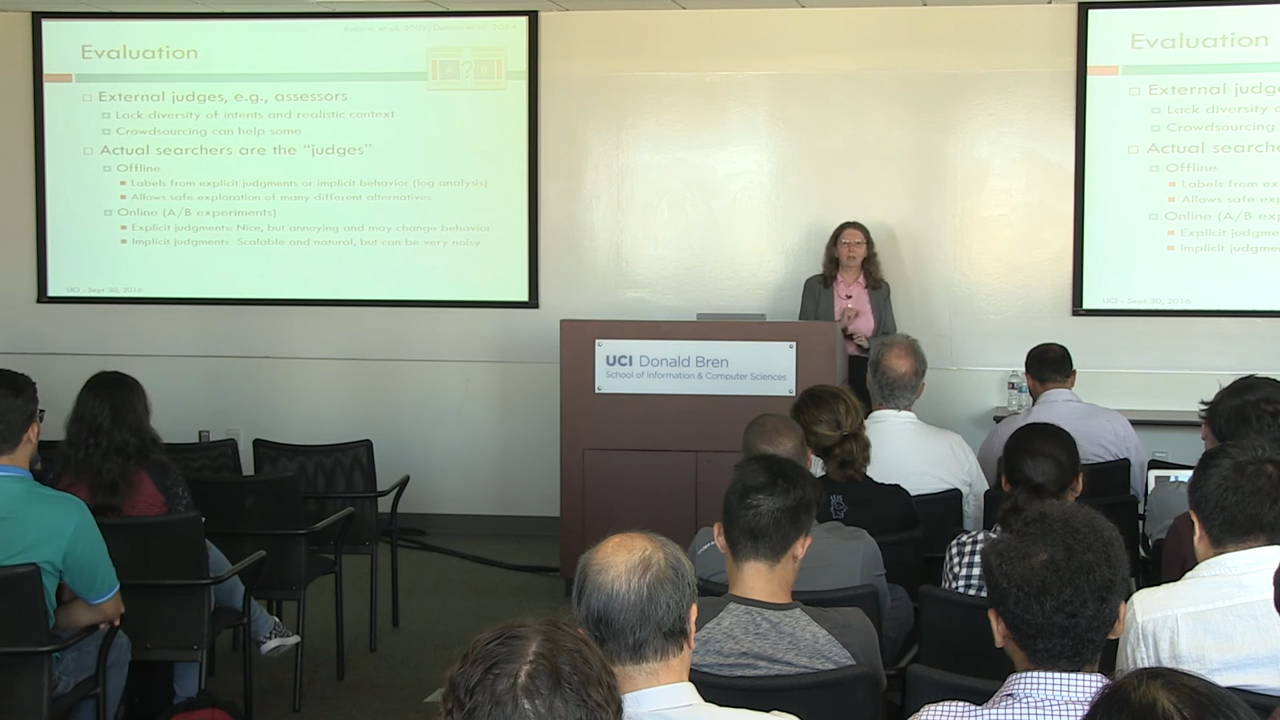 Evaluation
?
External judges, e.g., assessors
Lack diversity of intents and realistic context
Crowdsourcing can help some
Actual searchers are the "judges"
Offline
Labels from explicit judgments or implicit behavior (log analysis)
Allows safe exploration of many different alternatives
Online (A/B experiments)
Explicit judgments: Nice, but annoying and may change behavior
Implicit judgments: Scalable and natural, but can be very noisy
UCI - Sept 30, 2016
UCI Donald Bren
School of Information & Computer Sciences
Evaluation
External judg
Lack diversity
Crowdsourcing
Actual searche
Offline
Labels from ex
Allows safe exp
Online (A/B exp
Explicit judgme
Implicit judgme
UCI - Sept 30, 2016